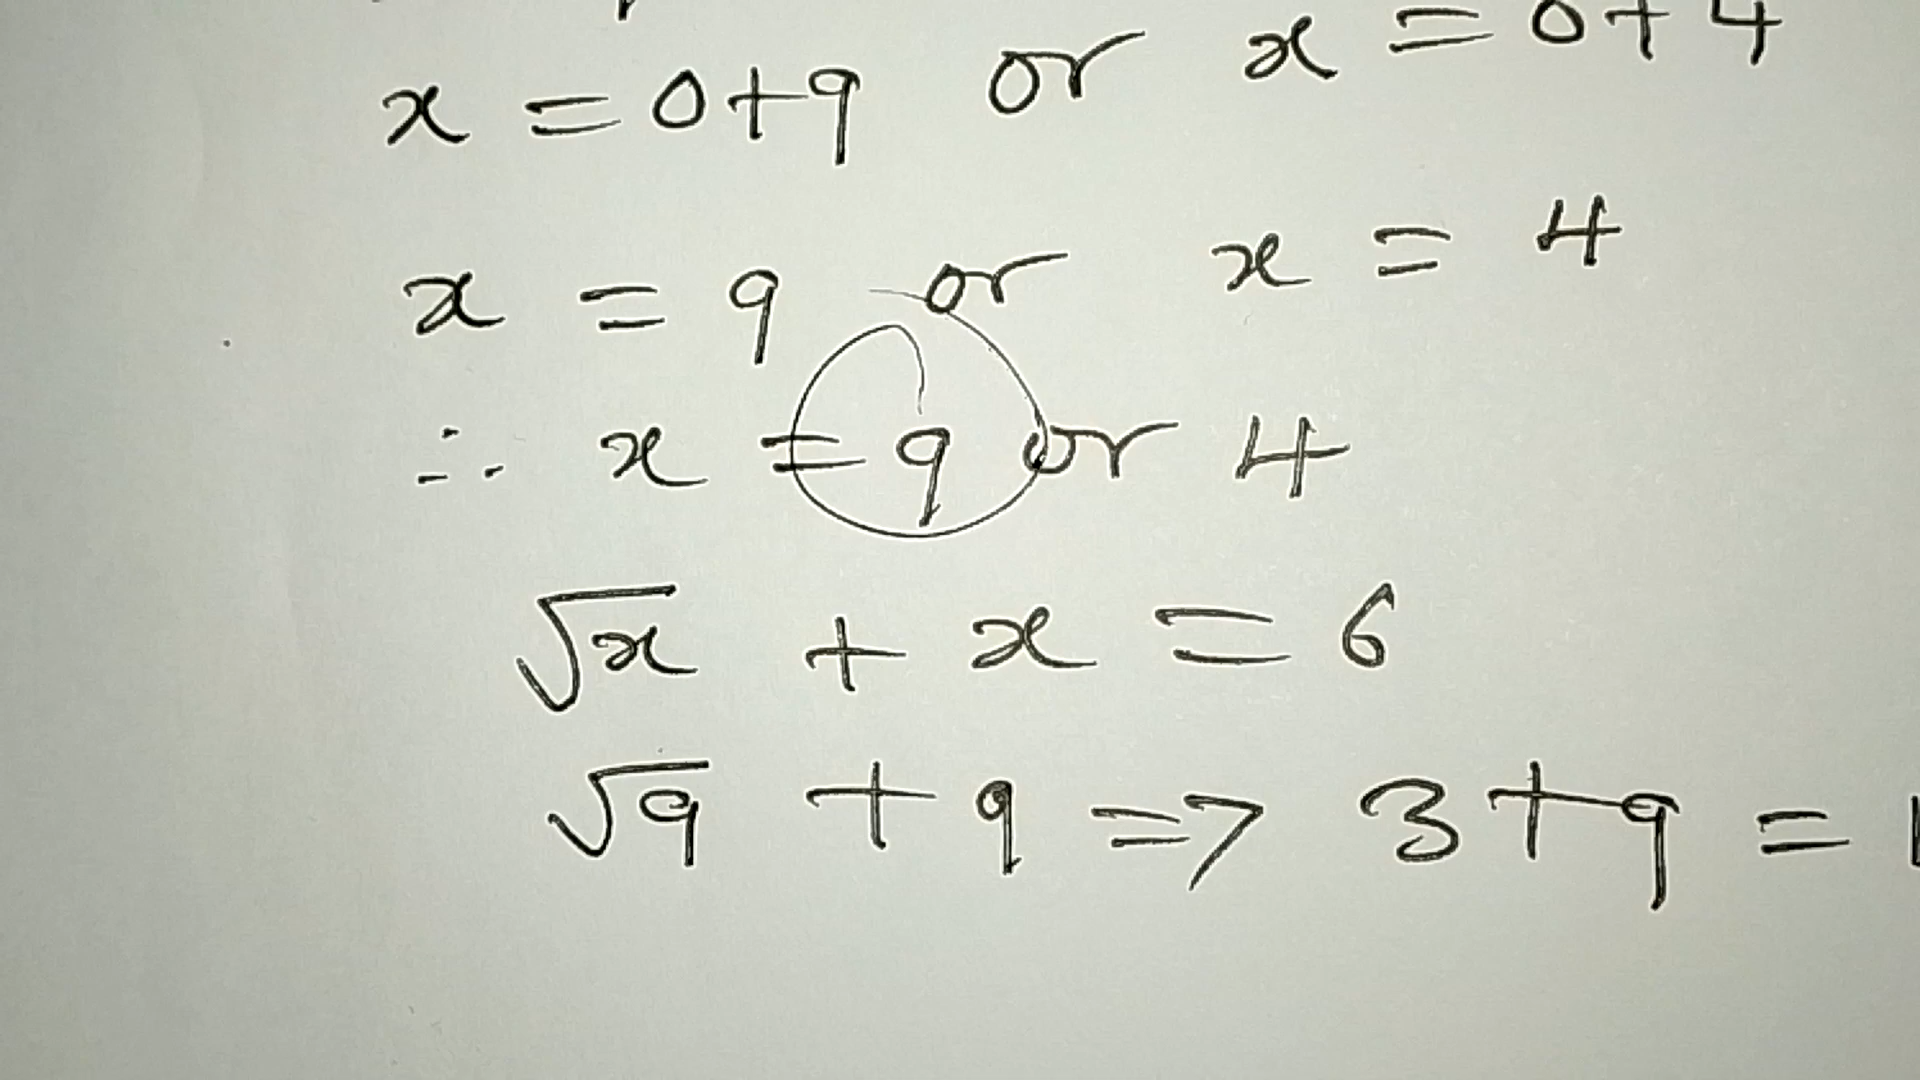 x = 0+9 or x = 0+4
x = 9 or x = 4
∴ x = 9 or 4
√x + x = 6
√9 + 9 => 3+9 =